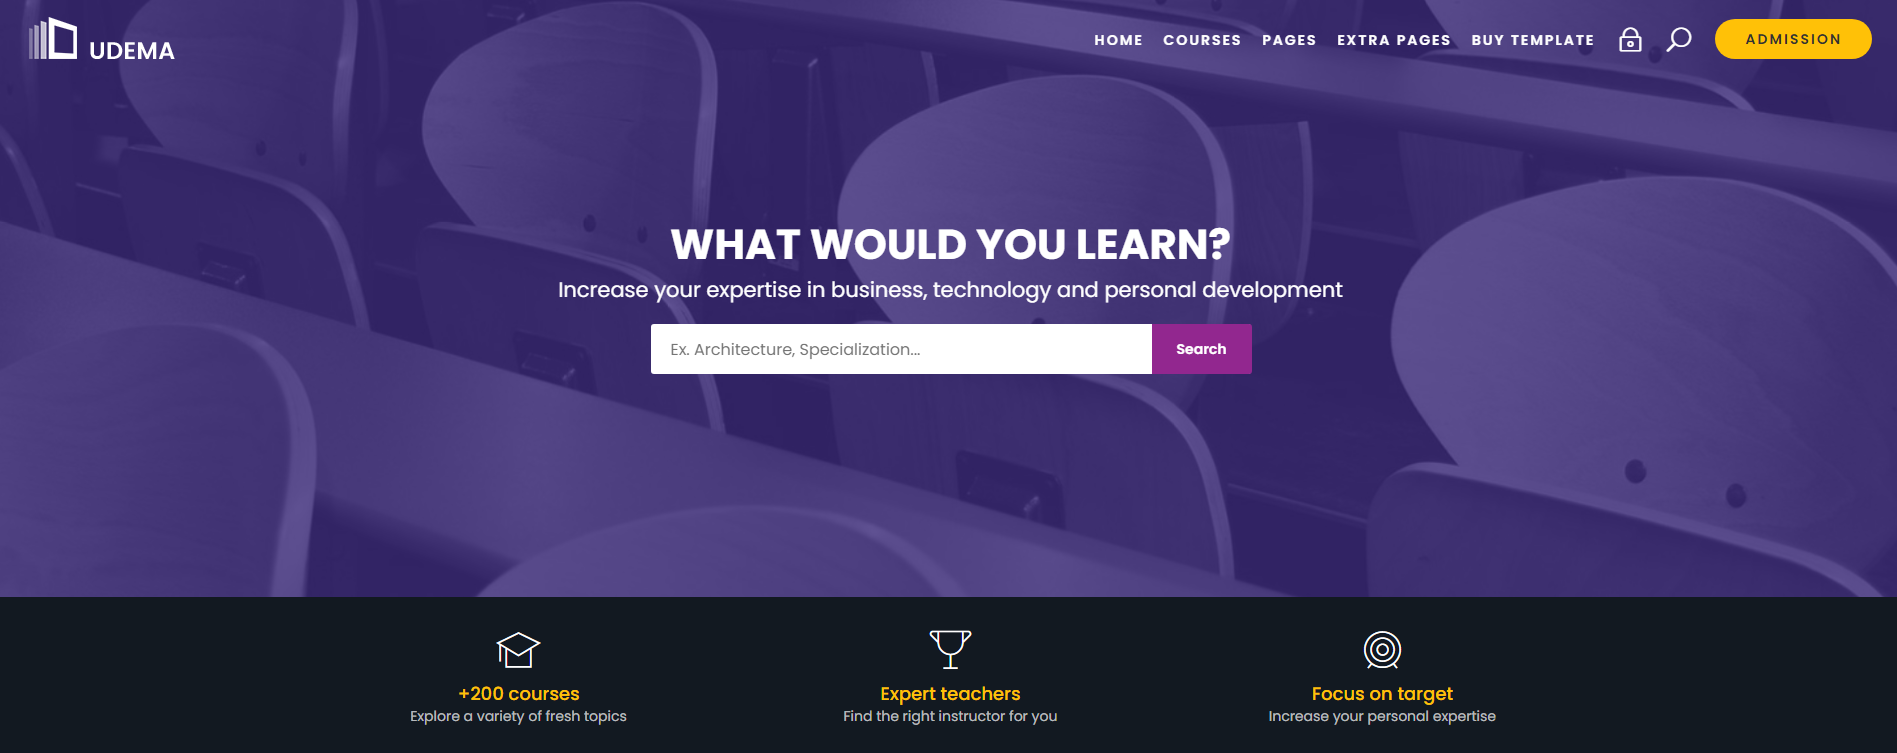 UDEMA
HOME COURSES PAGES EXTRA PAGES BUY TEMPLATE ADMISSION
WHAT WOULD YOU LEARN?
Increase your expertise in business, technology and personal development
Ex. Architecture, Specialization... Search
+200 courses
Explore a variety of fresh topics
Expert teachers
Find the right instructor for you
Focus on target
Increase your personal expertise